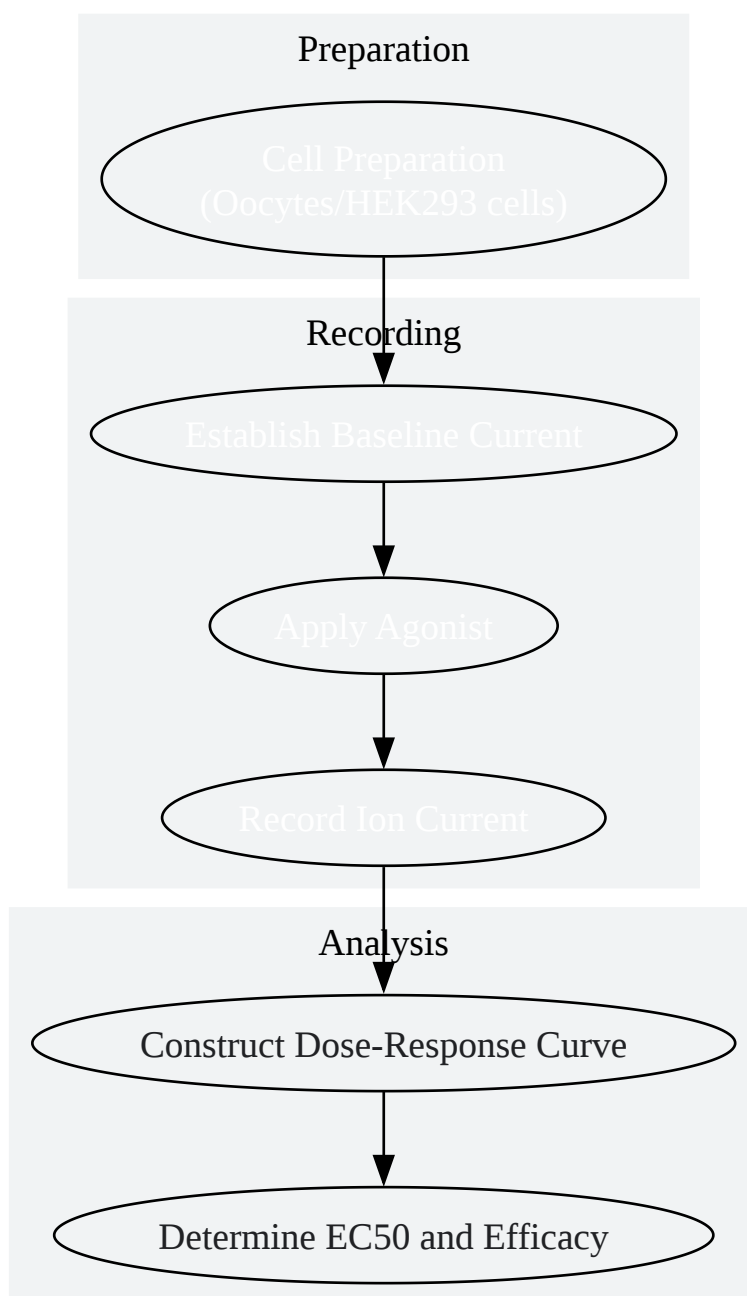 Preparation
Cell Preparation
(Oocytes/HEK293 cells)
Recording
Establish Baseline Current
Apply Agonist
Record Ion Current
Analysis
Construct Dose-Response Curve
Determine EC50 and Efficacy